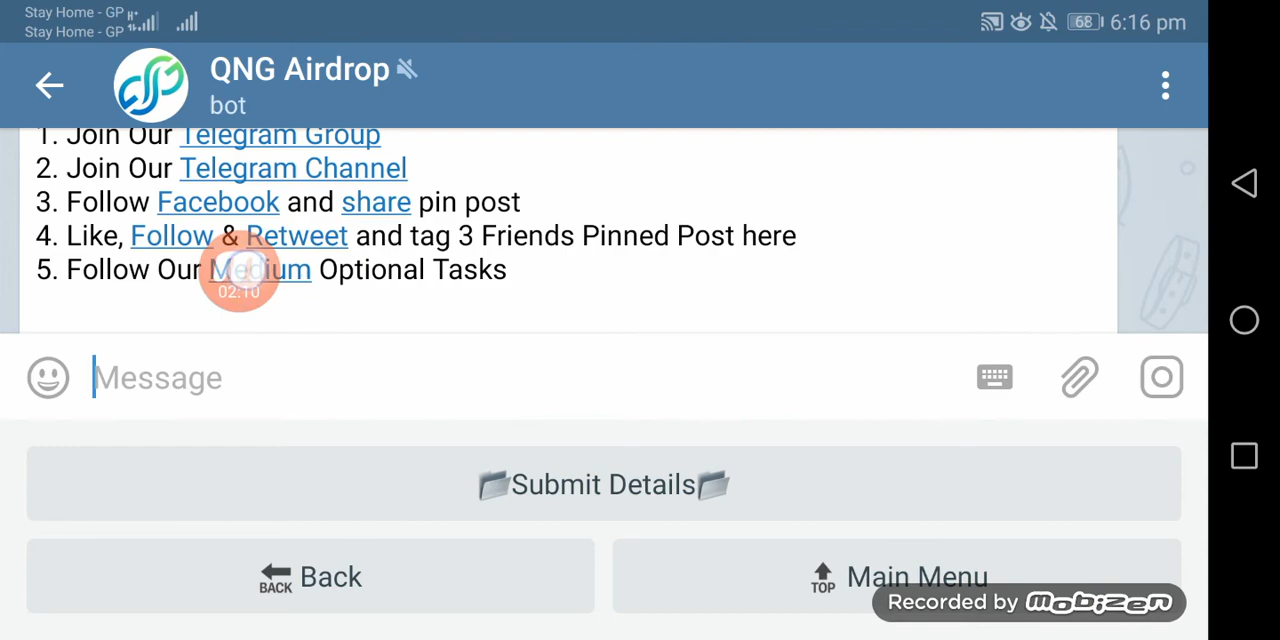 Stay Home - GP
Stay Home - GP
68 6:16 pm
QNG Airdrop
bot
1. Join Our Telegram Group
2. Join Our Telegram Channel
3. Follow Facebook and share pin post
4. Like, Follow & Retweet and tag 3 Friends Pinned Post here
5. Follow Our Medium Optional Tasks
02:10
Message
Submit Details
BACK Back
TOP Main Menu
Recorded by mobizen